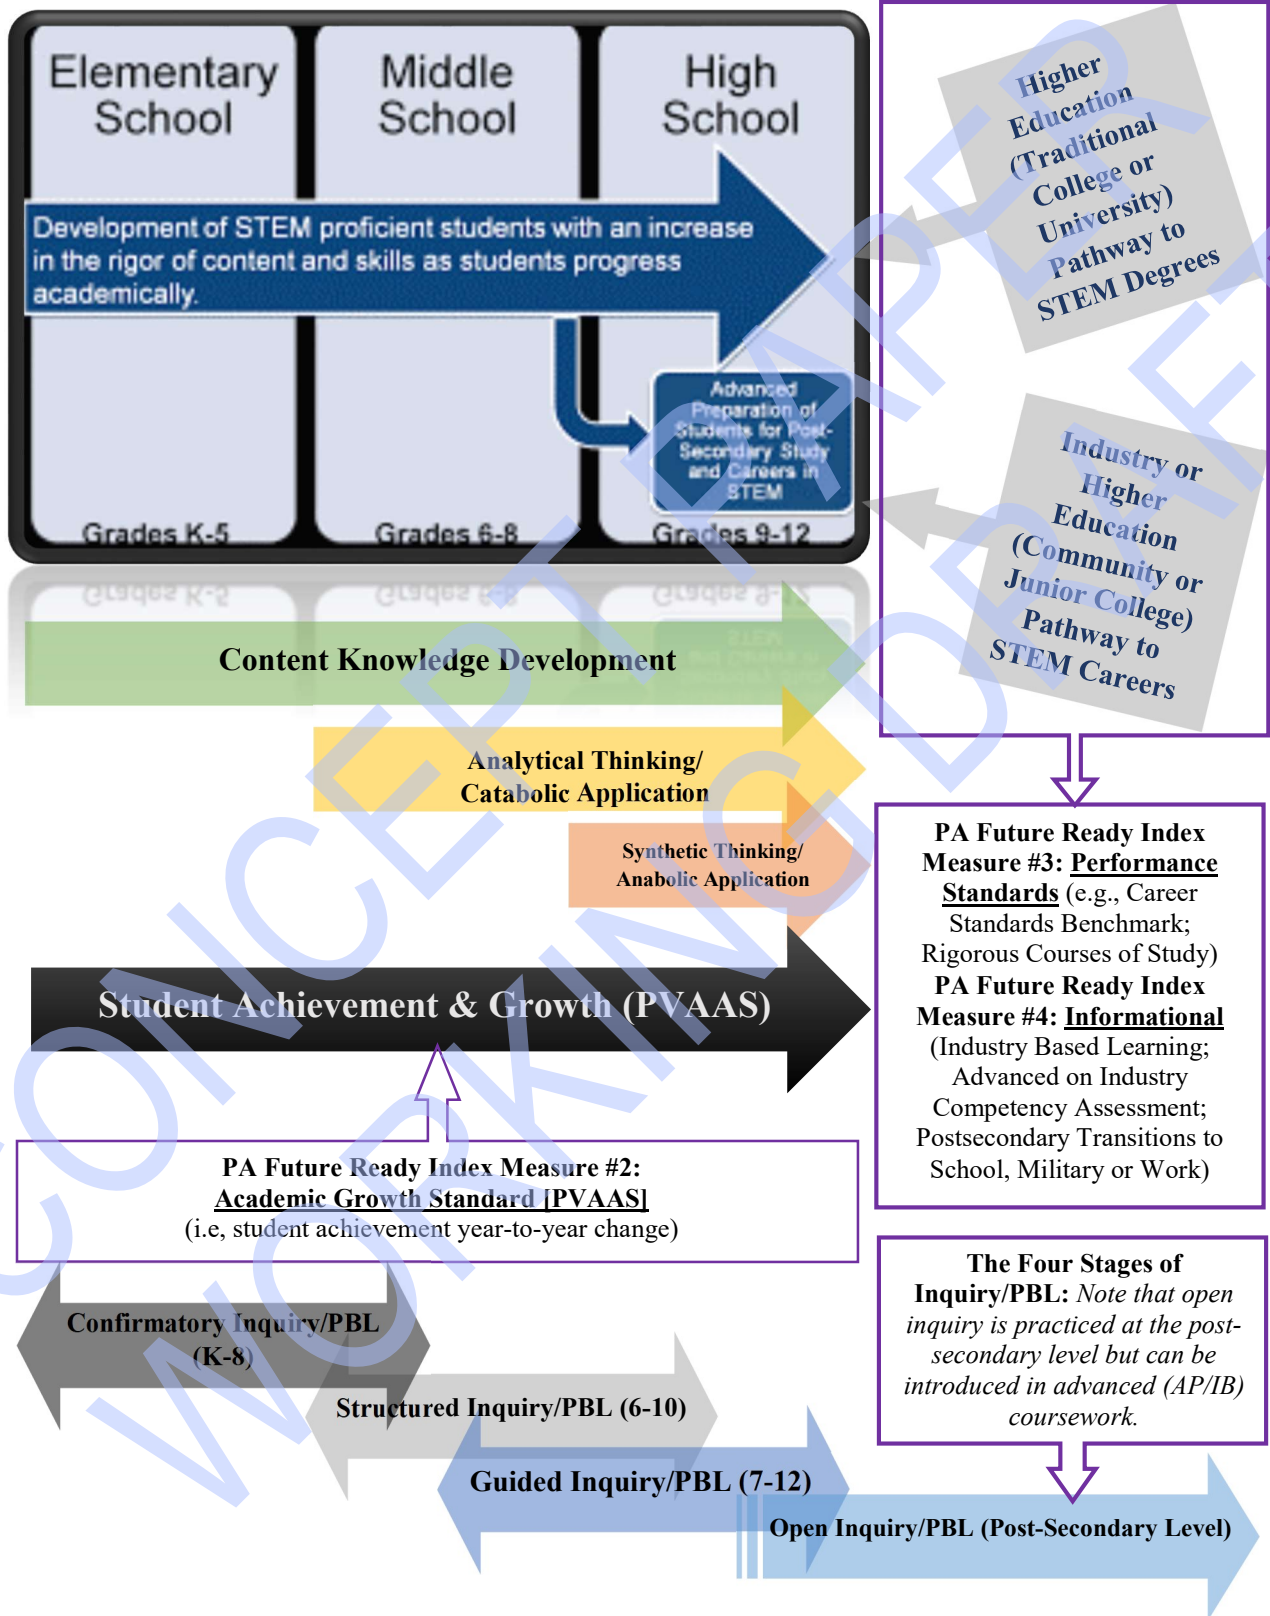 Elementary
School
Middle
School
High
School
Development of STEM proficient students with an increase
in the rigor of content and skills as students progress
academically.
Advanced
Preparation of
Students for Post-
Secondary Study
and Careers in
STEM
Grades K-5
Grades 6-8
Grades 9-12
Higher
Education
(Traditional
College or
University)
Pathway to
STEM Degrees
Industry or
Higher
Education
(Community or
Junior College)
Pathway to
STEM Careers
Content Knowledge Development
Analytical Thinking/
Catabolic Application
Synthetic Thinking/
Anabolic Application
Student Achievement & Growth (PVAAS)
PA Future Ready Index
Measure #3: Performance
Standards (e.g., Career
Standards Benchmark;
Rigorous Courses of Study)
PA Future Ready Index
Measure #4: Informational
(Industry Based Learning;
Advanced on Industry
Competency Assessment;
Postsecondary Transitions to
School, Military or Work)
PA Future Ready Index Measure #2:
Academic Growth Standard [PVAAS]
(i.e, student achievement year-to-year change)
The Four Stages of
Inquiry/PBL: Note that open
inquiry is practiced at the post-
secondary level but can be
introduced in advanced (AP/IB)
coursework.
Confirmatory Inquiry/PBL
(K-8)
Structured Inquiry/PBL (6-10)
Guided Inquiry/PBL (7-12)
Open Inquiry/PBL (Post-Secondary Level)
CONCEPT PAPER
WORKING DRAFT